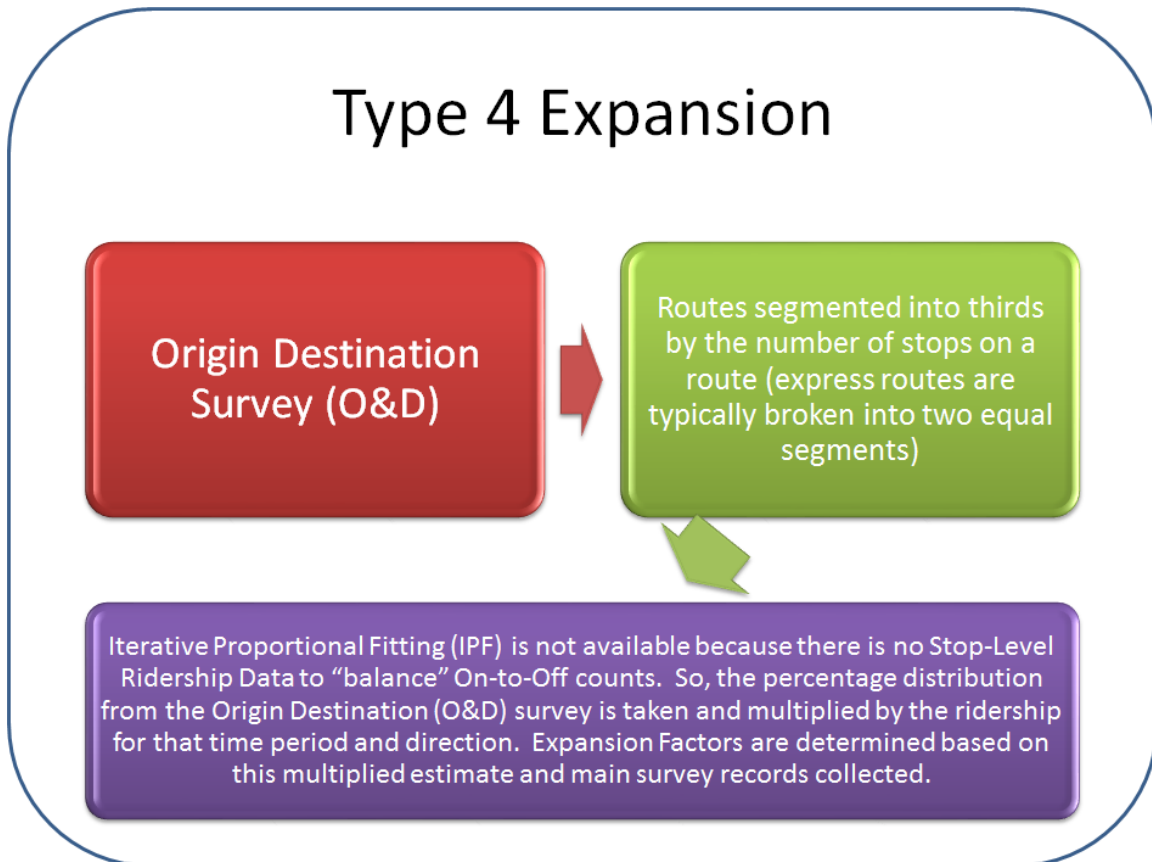 Type 4 Expansion
Origin Destination
Survey (O&D)
Routes segmented into thirds
by the number of stops on a
route (express routes are
typically broken into two equal
segments)
Iterative Proportional Fitting (IPF) is not available because there is no Stop-Level
Ridership Data to “balance” On-to-Off counts.  So, the percentage distribution
from the Origin Destination (O&D) survey is taken and multiplied by the ridership
for that time period and direction.  Expansion Factors are determined based on
this multiplied estimate and main survey records collected.